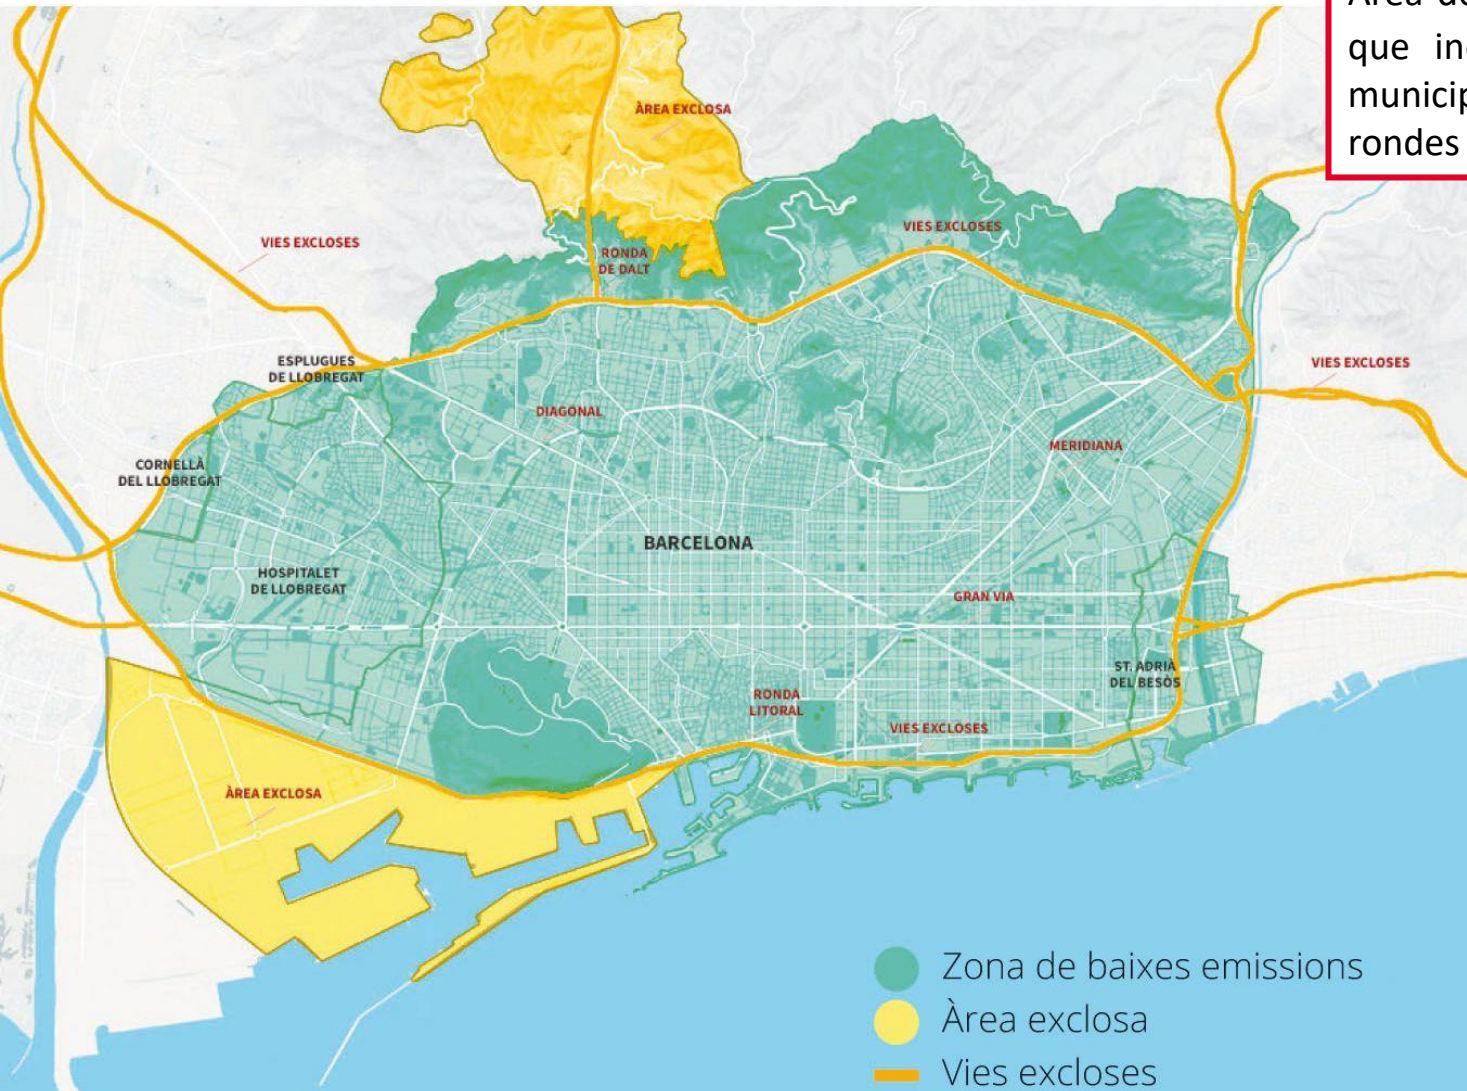 que
municip
rondes
ÀREA EXCLOSA
VIES EXCLOSES
VIES EXCLOSES
RONDA
DE DALT
ESPLUGUES
DE LLOBREGAT
VIES EXCLOSES
DIAGONAL
MERIDIANA
CORNELLÀ
DEL LLOBREGAT
BARCELONA
HOSPITALET
DE LLOBREGAT
GRAN VIA
ST. ADRIÀ
DEL BESÒS
RONDA
LITORAL
VIES EXCLOSES
ÀREA EXCLOSA
Zona de baixes emissions
Àrea exclosa
Vies excloses